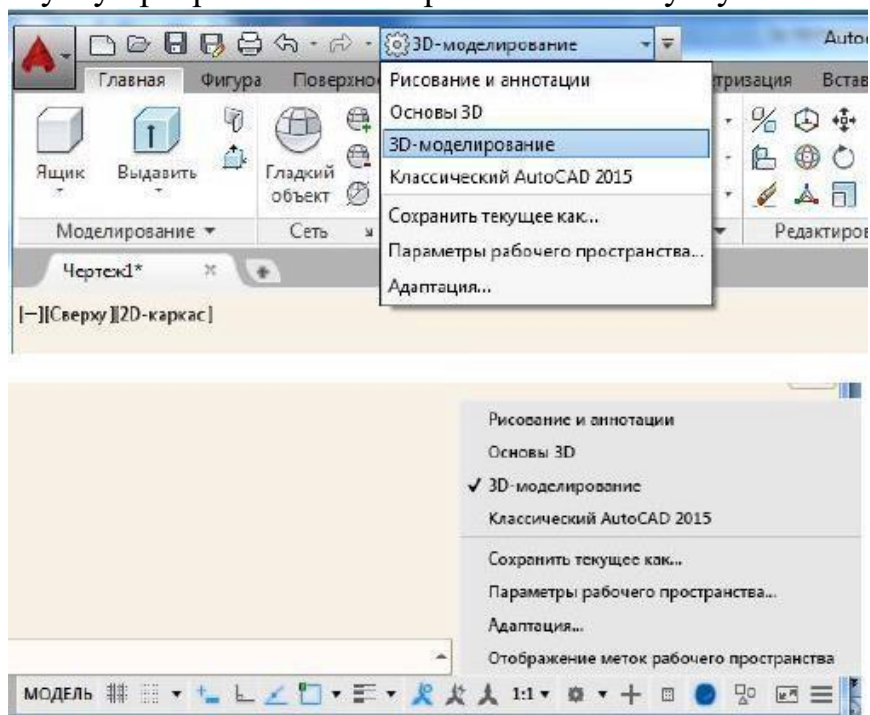 3D-моделирование
Auto
Главная Фигура Поверхно тризация Встав
Рисование и аннотации
Основы 3D
3D-моделирование
Классический AutoCAD 2015
Сохранить текущее как...
Параметры рабочего пространства...
Адаптация...
Ящик Выдавить Гладкий
объект
Моделирование Сеть Редактиров
Чертеж1*
[−][Сверху][2D-каркас]
Рисование и аннотации
Основы 3D
✓ 3D-моделирование
Классический AutoCAD 2015
Сохранить текущее как...
Параметры рабочего пространства...
Адаптация...
Отображение меток рабочего пространства
МОДЕЛЬ 1:1